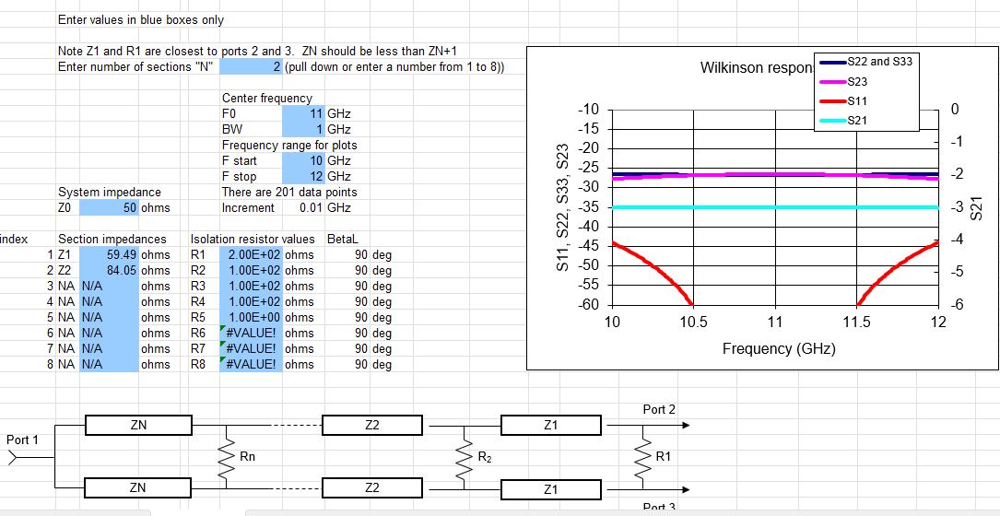 Enter values in blue boxes only
Note Z1 and R1 are closest to ports 2 and 3. ZN should be less than ZN+1
Enter number of sections "N" 2 (pull down or enter a number from 1 to 8))
Center frequency
F0 11 GHz
BW 1 GHz
Frequency range for plots
F start 10 GHz
F stop 12 GHz
System impedance There are 201 data points
Z0 50 ohms Increment 0.01 GHz
index Section impedances Isolation resistor values BetaL
1 Z1 59.49 ohms R1 2.00E+02 ohms 90 deg
2 Z2 84.05 ohms R2 1.00E+02 ohms 90 deg
3 NA N/A ohms R3 1.00E+02 ohms 90 deg
4 NA N/A ohms R4 1.00E+02 ohms 90 deg
5 NA N/A ohms R5 1.00E+00 ohms 90 deg
6 NA N/A ohms R6 #VALUE! ohms 90 deg
7 NA N/A ohms R7 #VALUE! ohms 90 deg
8 NA N/A ohms R8 #VALUE! ohms 90 deg
Wilkinson respon
S22 and S33
S23
S11
S21
S11, S22, S33, S23
-10
-15
-20
-25
-30
-35
-40
-45
-50
-55
-60
0
-1
-2
-3
-4
-5
-6
S21
10 10.5 11 11.5 12
Frequency (GHz)
Port 1
ZN Z2 Z1 Port 2
Rn R2 R1
ZN Z2 Z1
Port 3